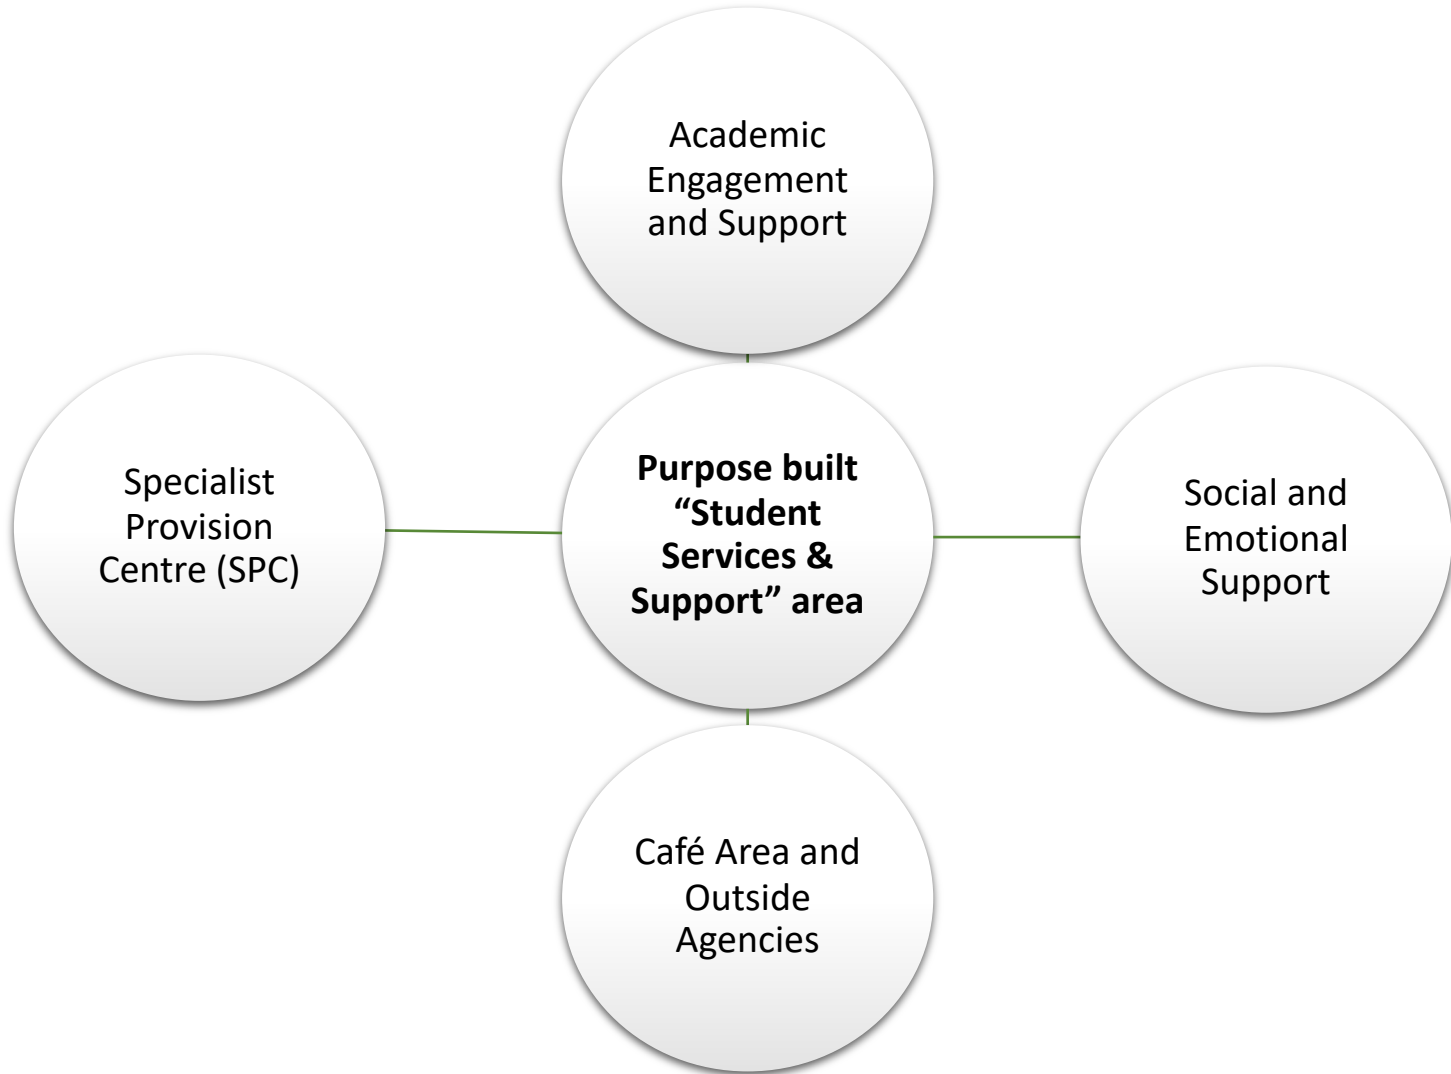 Academic
Engagement
and Support
Specialist
Provision
Centre (SPC)
Purpose built
“Student
Services &
Support” area
Social and
Emotional
Support
Café Area and
Outside
Agencies